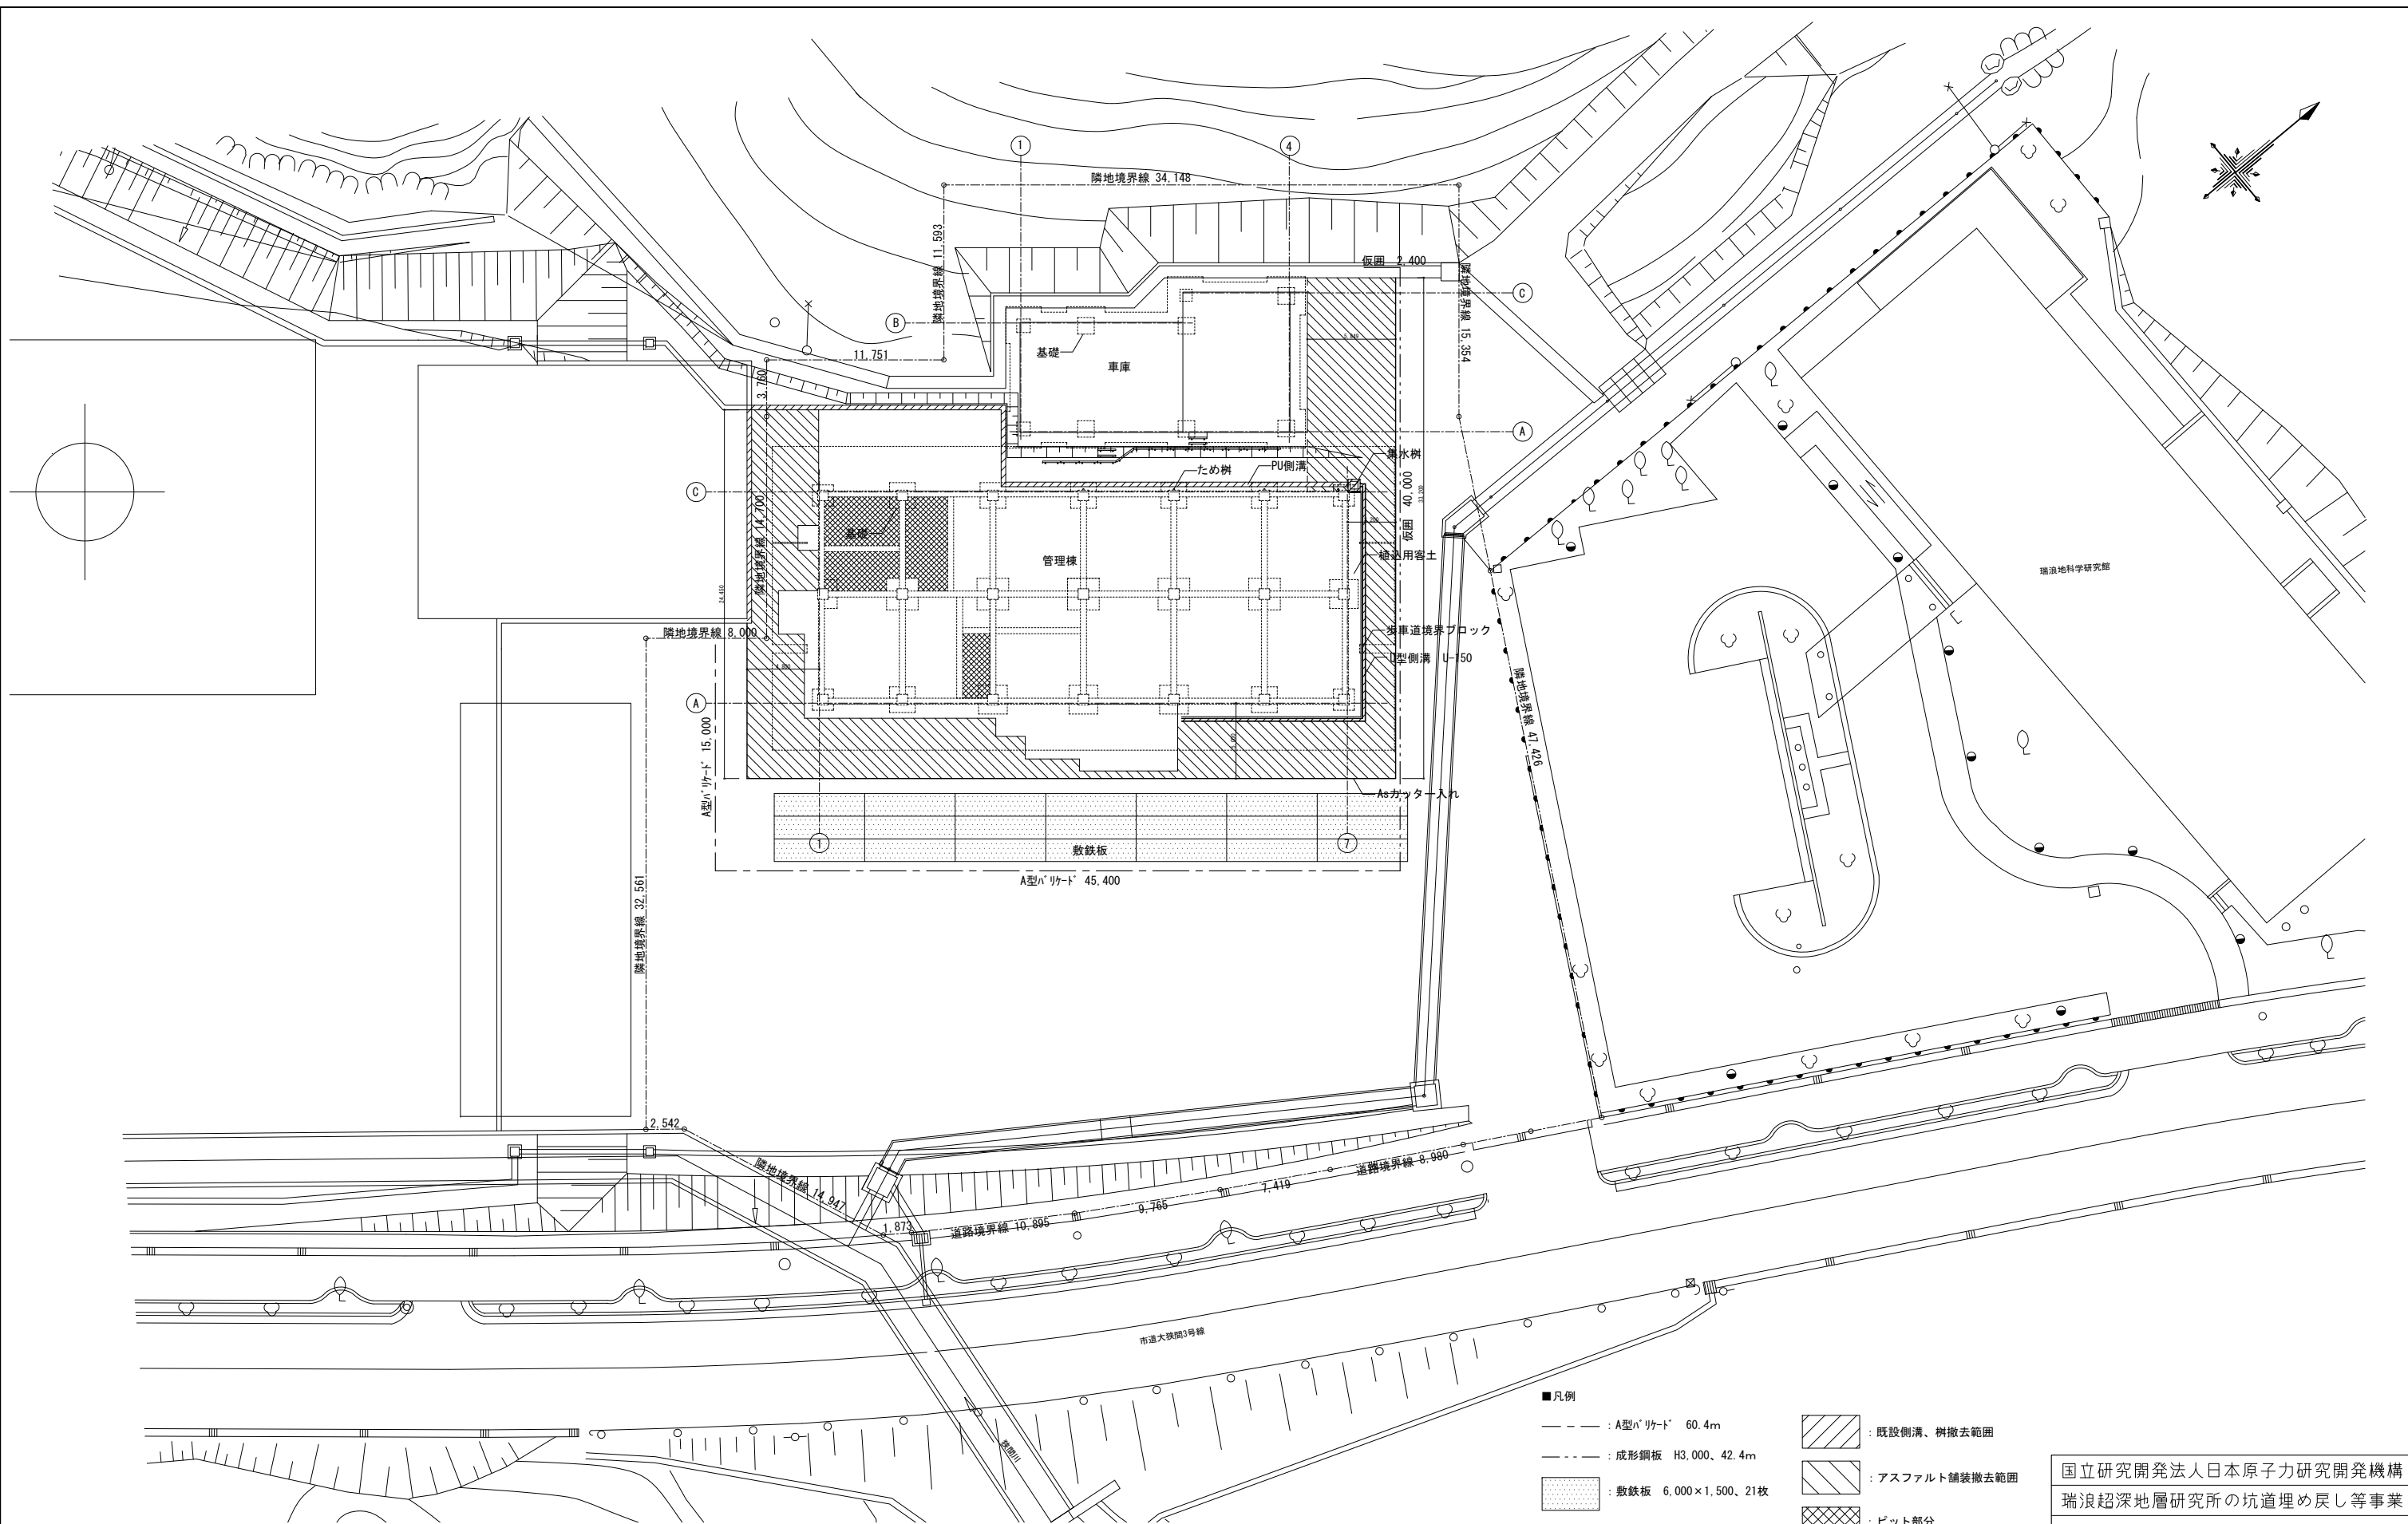 1
4
隣地境界線 34,148
隣地境界線 11,593
仮囲 2,400
隣地境界線 15,354
C
B
基礎
車庫
5,840
11,751
3,760
A
集水桝
ため桝
PU側溝
C
仮囲 40,000
33,200
隣地境界線 14,700
基礎
管理棟
植込用客土
瑞浪地科学研究館
24,450
隣地境界線 8,000
歩車道境界ブロック
U型側溝 U-150
隣地境界線 47,426
A
A型バリケード 15,000
Asカッター入れ
1
7
敷鉄板
A型バリケード 45,400
隣地境界線 32,561
2,542
隣地境界線 14,947
1,873
道路境界線 10,895
9,765
7,419
道路境界線 8,980
市道大狭間3号線
狭間川
■凡例
：A型バリケード 60.4m
：成形鋼板 H3,000、42.4m
：敷鉄板 6,000×1,500、21枚
：既設側溝、桝撤去範囲
：アスファルト舗装撤去範囲
：ピット部分
国立研究開発法人日本原子力研究開発機構
瑞浪超深地層研究所の坑道埋め戻し等事業